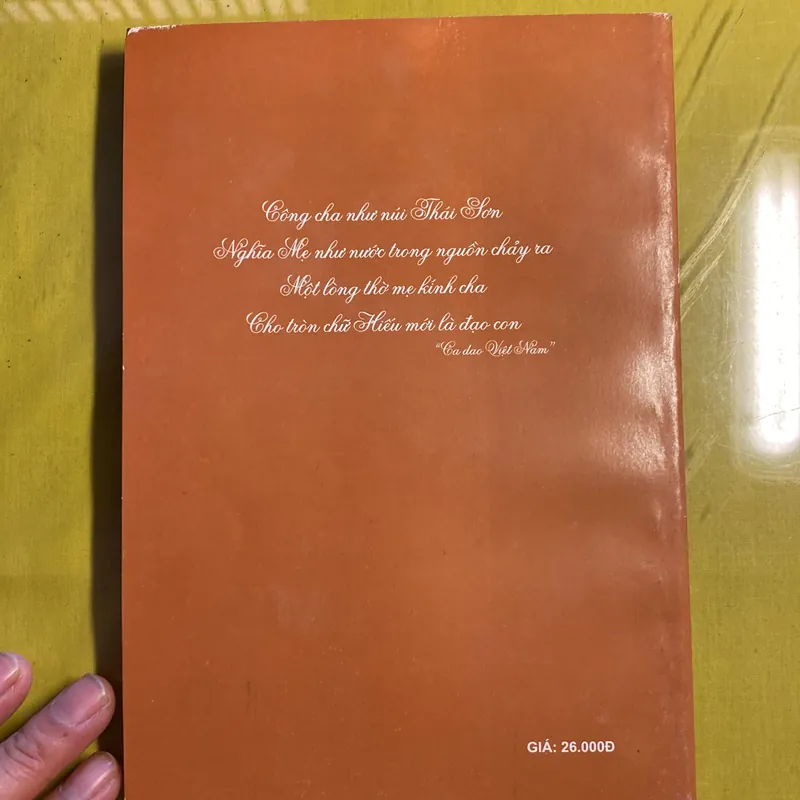 Công cha như núi Thái Sơn
Nghĩa Mẹ như nước trong nguồn chảy ra
Một lòng thờ mẹ kính cha
Cho tròn chữ Hiếu mới là đạo con
"Ca dao Việt Nam"
GIÁ: 26.000Đ